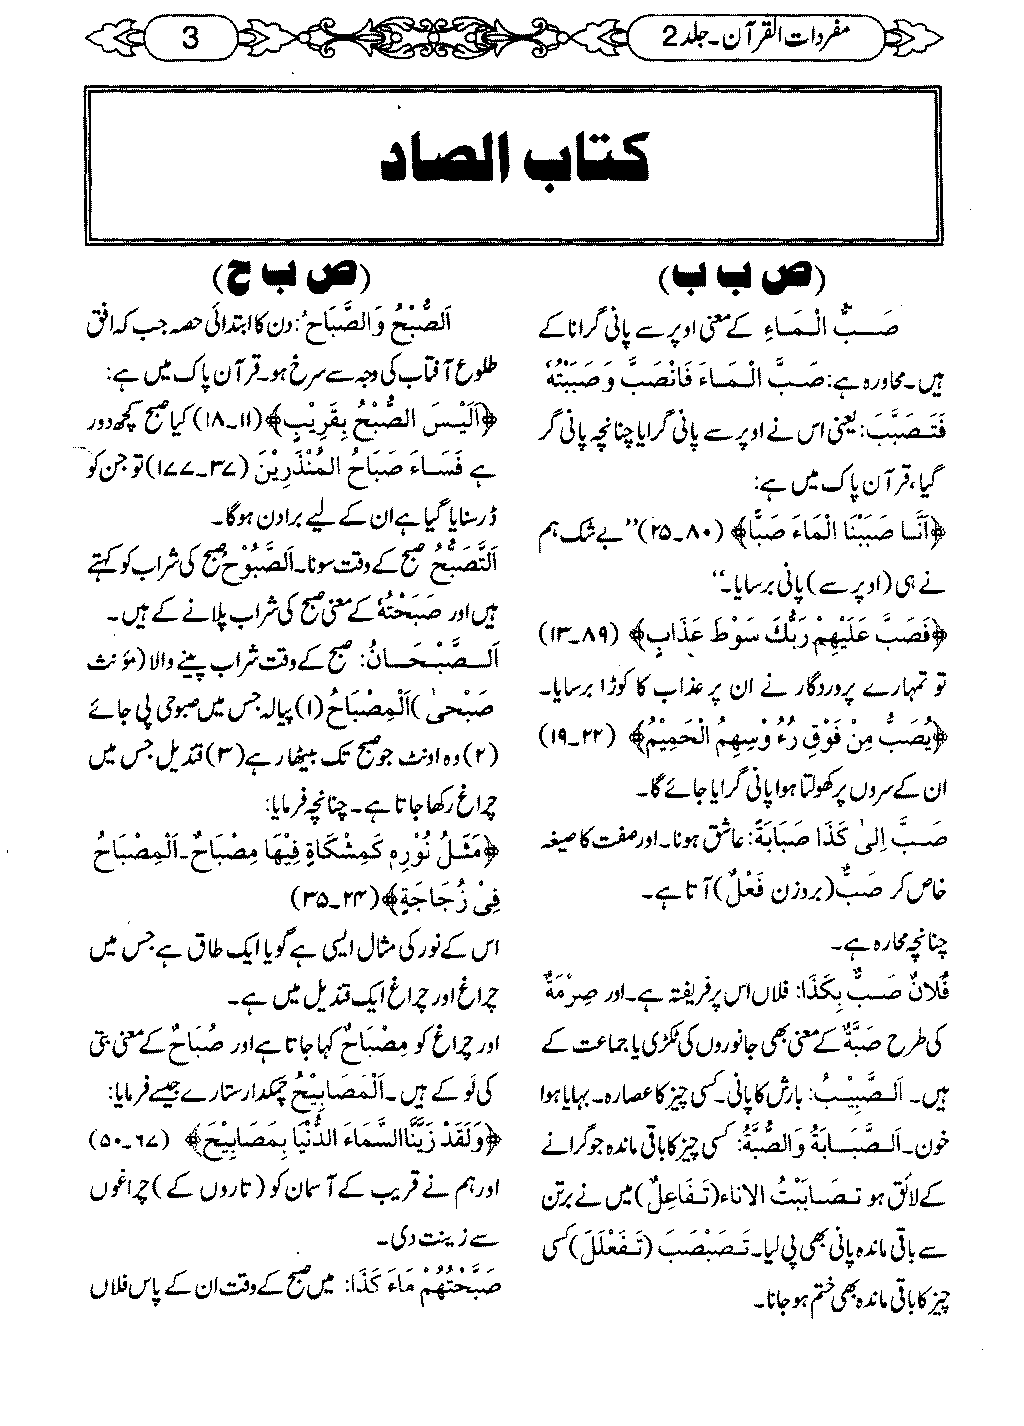 مفردات القرآن۔ جلد 2
3
کتاب الصاد
(ص ب ب)
صَبُّ الْمَاءِ کے معنی اوپر سے پانی گرانا کے
ہیں۔ محاورہ ہے: صَبَّ الْمَاءَ فَانْصَبَّ وَصَبَبْتُهٗ
فَتَصَبَّبَ: یعنی اس نے اوپر سے پانی گرایا چنانچہ پانی گر
گیا، قرآن پاک میں ہے:
﴿اَنَّا صَبَبْنَا الْمَاءَ صَبًّا﴾ (۸۰۔۲۵) ”بے شک ہم
نے ہی (اوپر سے) پانی برسایا۔“
﴿فَصَبَّ عَلَيْهِمْ رَبُّكَ سَوْطَ عَذَابٍ﴾ (۸۹۔۱۳)
تو تمہارے پروردگار نے ان پر عذاب کا کوڑا برسایا۔
﴿يُصَبُّ مِنْ فَوْقِ رُءُوْسِهِمُ الْحَمِيْمُ﴾ (۲۲۔۱۹)
ان کے سروں پر کھولتا ہوا پانی گرایا جائے گا۔
صَبَّ اِلىٰ كَذَا صَبَابَةً: عاشق ہونا۔ اور صفت کا صیغہ
خاص کر صَبٌّ (بروزن فَعْلٌ) آتا ہے۔
چنانچہ محارہ ہے۔
فُلَانٌ صَبٌّ بِكَذَا: فلاں اس پر فریفتہ ہے۔ اور صِرْمَةٌ
کی طرح صَبَّةٌ کے معنی بھی جانوروں کی ٹکڑی یا جماعت کے
ہیں۔ اَلصَّبِيْبُ: بارش کا پانی۔ کسی چیز کا عصارہ۔ بہایا ہوا
خون۔ اَلصُّبَابَةُ وَالصُّبَّةُ: کسی چیز کا باقی ماندہ جو گرانے
کے لائق ہو تصَابَبْتُ الاناء (تَفَاعِلٌ) میں نے برتن
سے باقی ماندہ پانی بھی پی لیا۔ تَصَبْصَبَ (تَفَعْلَلَ) کسی
چیز کا باقی ماندہ بھی ختم ہو جانا۔
(ص ب ح)
اَلصُّبْحُ وَالصَّبَاحُ: دن کا ابتدائی حصہ جب کہ افق
طلوع آفتاب کی وجہ سے سرخ ہو۔ قرآن پاک میں ہے:
﴿اَلَيْسَ الصُّبْحُ بِقَرِيْبٍ﴾ (۱۱۔۱۸) کیا صبح کچھ دور
ہے فَسَاءَ صَبَاحُ الْمُنْذَرِيْنَ (۳۷۔۱۷۷) تو جن کو
ڈر سنایا گیا ہے ان کے لیے برا دن ہوگا۔
اَلتَّصَبُّحُ صبح کے وقت سونا۔ اَلصَّبُوْحُ صبح کی شراب کو کہتے
ہیں اور صَبَحْتُهٗ کے معنی صبح کی شراب پلانے کے ہیں۔
اَلصَّبْحَانُ: صبح کے وقت شراب پینے والا (مؤنث
صَبْحىٰ) اَلْمِصْبَاحُ (۱) پیالہ جس میں صبوحی پی جائے
(۲) وہ اونٹ جو صبح تک بیٹھا رہے (۳) قندیل جس میں
چراغ رکھا جاتا ہے۔ چنانچہ فرمایا:
﴿مَثَلُ نُوْرِهٖ كَمِشْكَاةٍ فِيْهَا مِصْبَاحٌ۔ اَلْمِصْبَاحُ
فِيْ زُجَاجَةٍ﴾ (۲۴۔۳۵)
اس کے نور کی مثال ایسی ہے گویا ایک طاق ہے جس میں
چراغ اور چراغ ایک قندیل میں ہے۔
اور چراغ کو مِصْبَاحٌ کہا جاتا ہے اور صُبَاحٌ کے معنی بتی
کی لَو کے ہیں۔ اَلْمَصَابِيْحُ چمکدار ستارے جیسے فرمایا:
﴿وَلَقَدْ زَيَّنَّا السَّمَاءَ الدُّنْيَا بِمَصَابِيْحَ﴾ (۶۷۔۵۰)
اور ہم نے قریب کے آسمان کو (تاروں کے) چراغوں
سے زینت دی۔
صَبَّحْتُهُمْ مَاءَ كَذَا: میں صبح کے وقت ان کے پاس فلاں